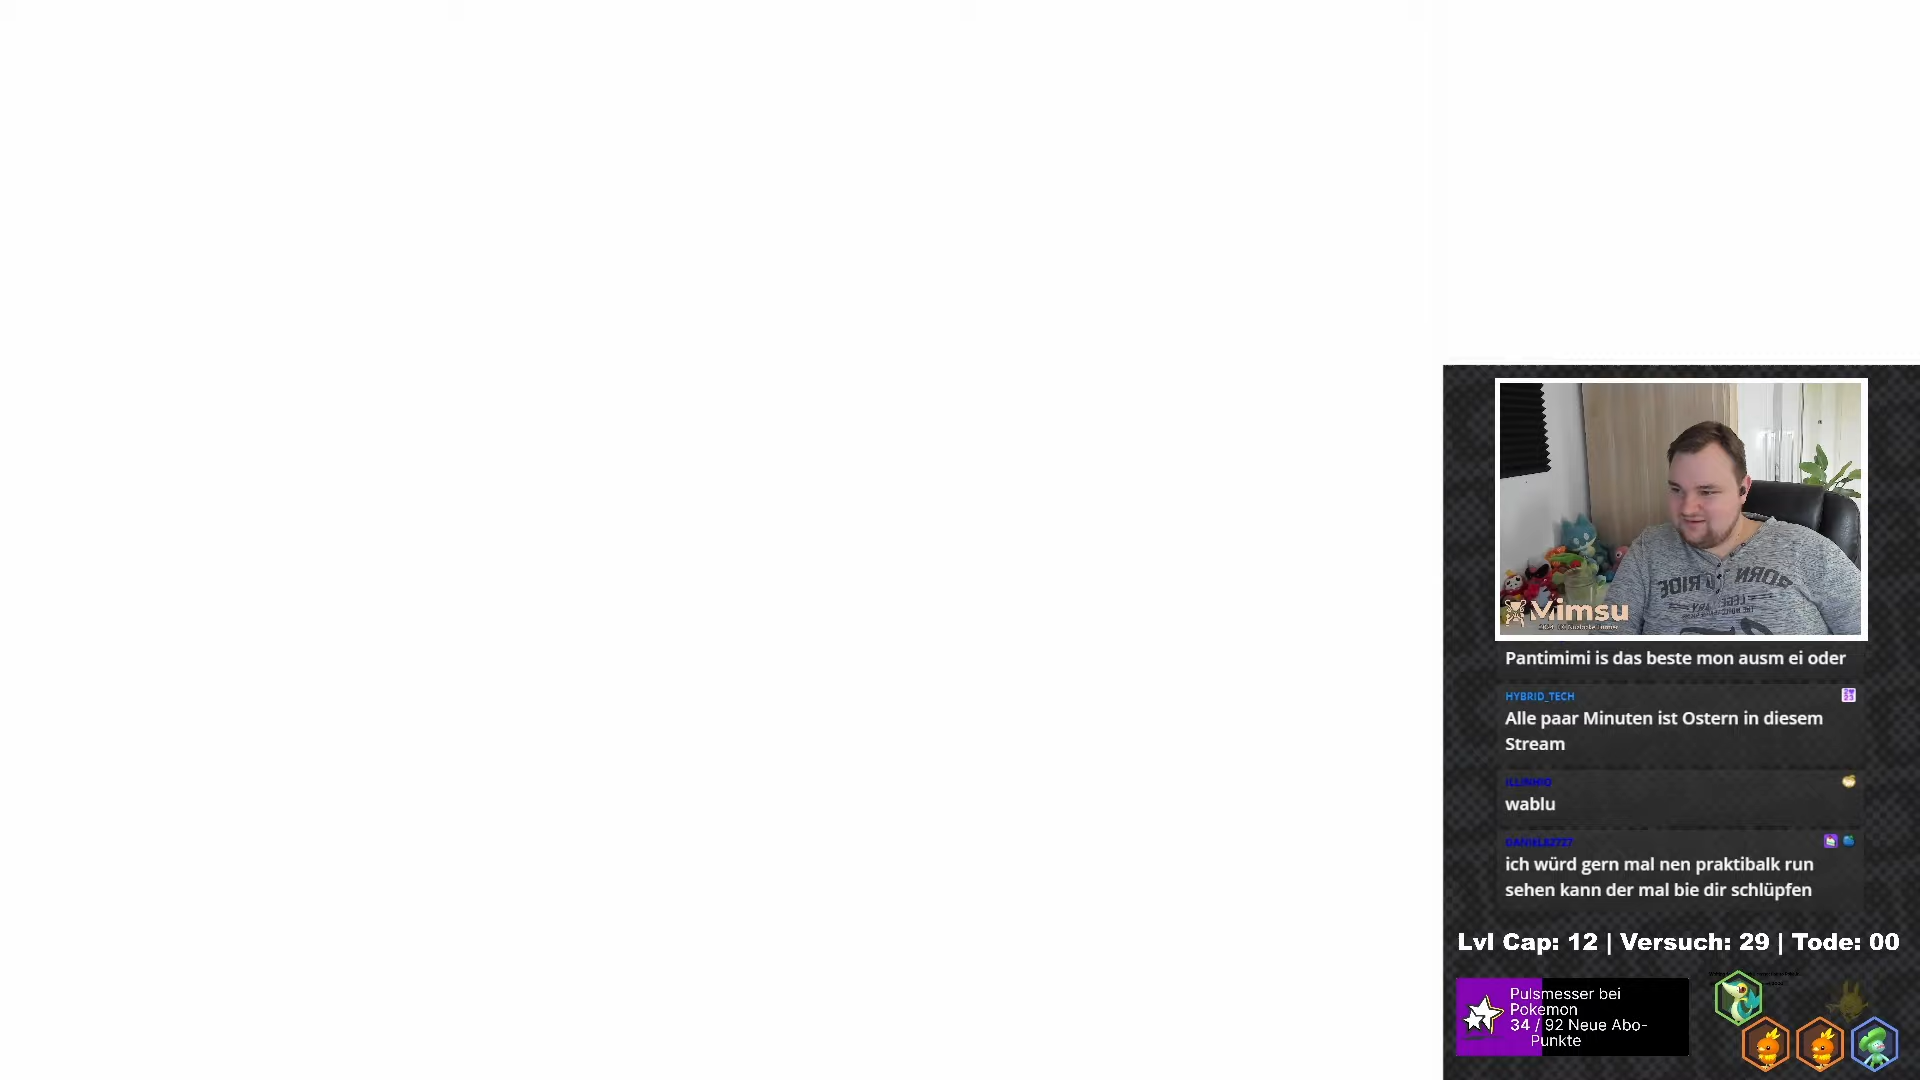 Vimsu
Pantimimi is das beste mon ausm ei oder
HYBRID_TECH
Alle paar Minuten ist Ostern in diesem
Stream
wablu
DANIEL82727
ich würd gern mal nen praktibalk run
sehen kann der mal bie dir schlüpfen
Lvl Cap: 12 | Versuch: 29 | Tode: 00
Pulsmesser bei
Pokemon
34 / 92 Neue Abo-
Punkte